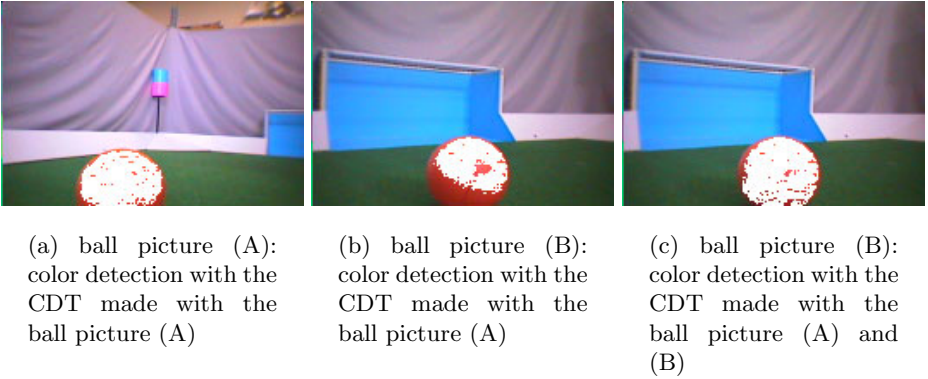 (a) ball picture (A):
color detection with the
CDT made with the
ball picture (A)
(b) ball picture (B):
color detection with the
CDT made with the
ball picture (A)
(c) ball picture (B):
color detection with the
CDT made with the
ball picture (A) and
(B)